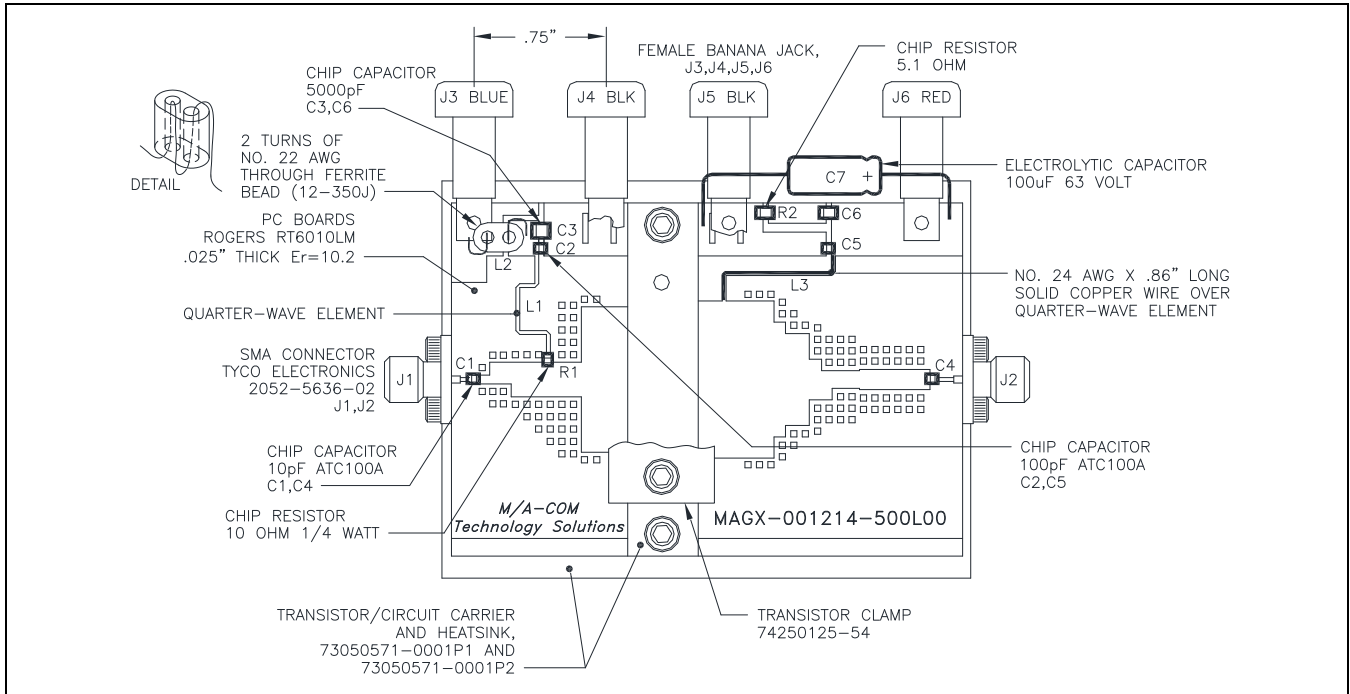 .75"
FEMALE BANANA JACK,
J3,J4,J5,J6
CHIP RESISTOR
5.1 OHM
CHIP CAPACITOR
5000pF
C3,C6
J3 BLUE
J4 BLK
J5 BLK
J6 RED
DETAIL
2 TURNS OF
NO. 22 AWG
THROUGH FERRITE
BEAD (12-350J)
ELECTROLYTIC CAPACITOR
100uF 63 VOLT
C7 +
PC BOARDS
ROGERS RT6010LM
.025" THICK Er=10.2
C3
C2
L2
R2
C6
C5
L3
NO. 24 AWG X .86" LONG
SOLID COPPER WIRE OVER
QUARTER-WAVE ELEMENT
QUARTER-WAVE ELEMENT
L1
SMA CONNECTOR
TYCO ELECTRONICS
2052-5636-02
J1,J2
J1
C1
R1
C4
J2
CHIP CAPACITOR
10pF ATC100A
C1,C4
CHIP CAPACITOR
100pF ATC100A
C2,C5
CHIP RESISTOR
10 OHM 1/4 WATT
M/A-COM
Technology Solutions
MAGX-001214-500L00
TRANSISTOR/CIRCUIT CARRIER
AND HEATSINK,
73050571-0001P1 AND
73050571-0001P2
TRANSISTOR CLAMP
74250125-54